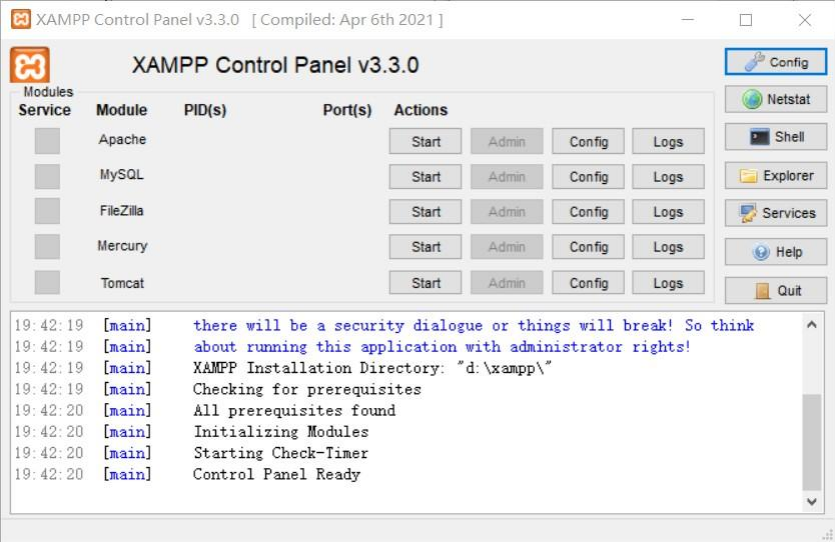 XAMPP Control Panel v3.3.0 [ Compiled: Apr 6th 2021 ]
XAMPP Control Panel v3.3.0
Config
Modules
Service Module PID(s) Port(s) Actions
Netstat
Apache Start Admin Config Logs
Shell
MySQL Start Admin Config Logs
Explorer
FileZilla Start Admin Config Logs
Services
Mercury Start Admin Config Logs
Help
Tomcat Start Admin Config Logs
Quit
19:42:19 [main] there will be a security dialogue or things will break! So think
19:42:19 [main] about running this application with administrator rights!
19:42:19 [main] XAMPP Installation Directory: "d:\xampp\"
19:42:19 [main] Checking for prerequisites
19:42:20 [main] All prerequisites found
19:42:20 [main] Initializing Modules
19:42:20 [main] Starting Check-Timer
19:42:20 [main] Control Panel Ready